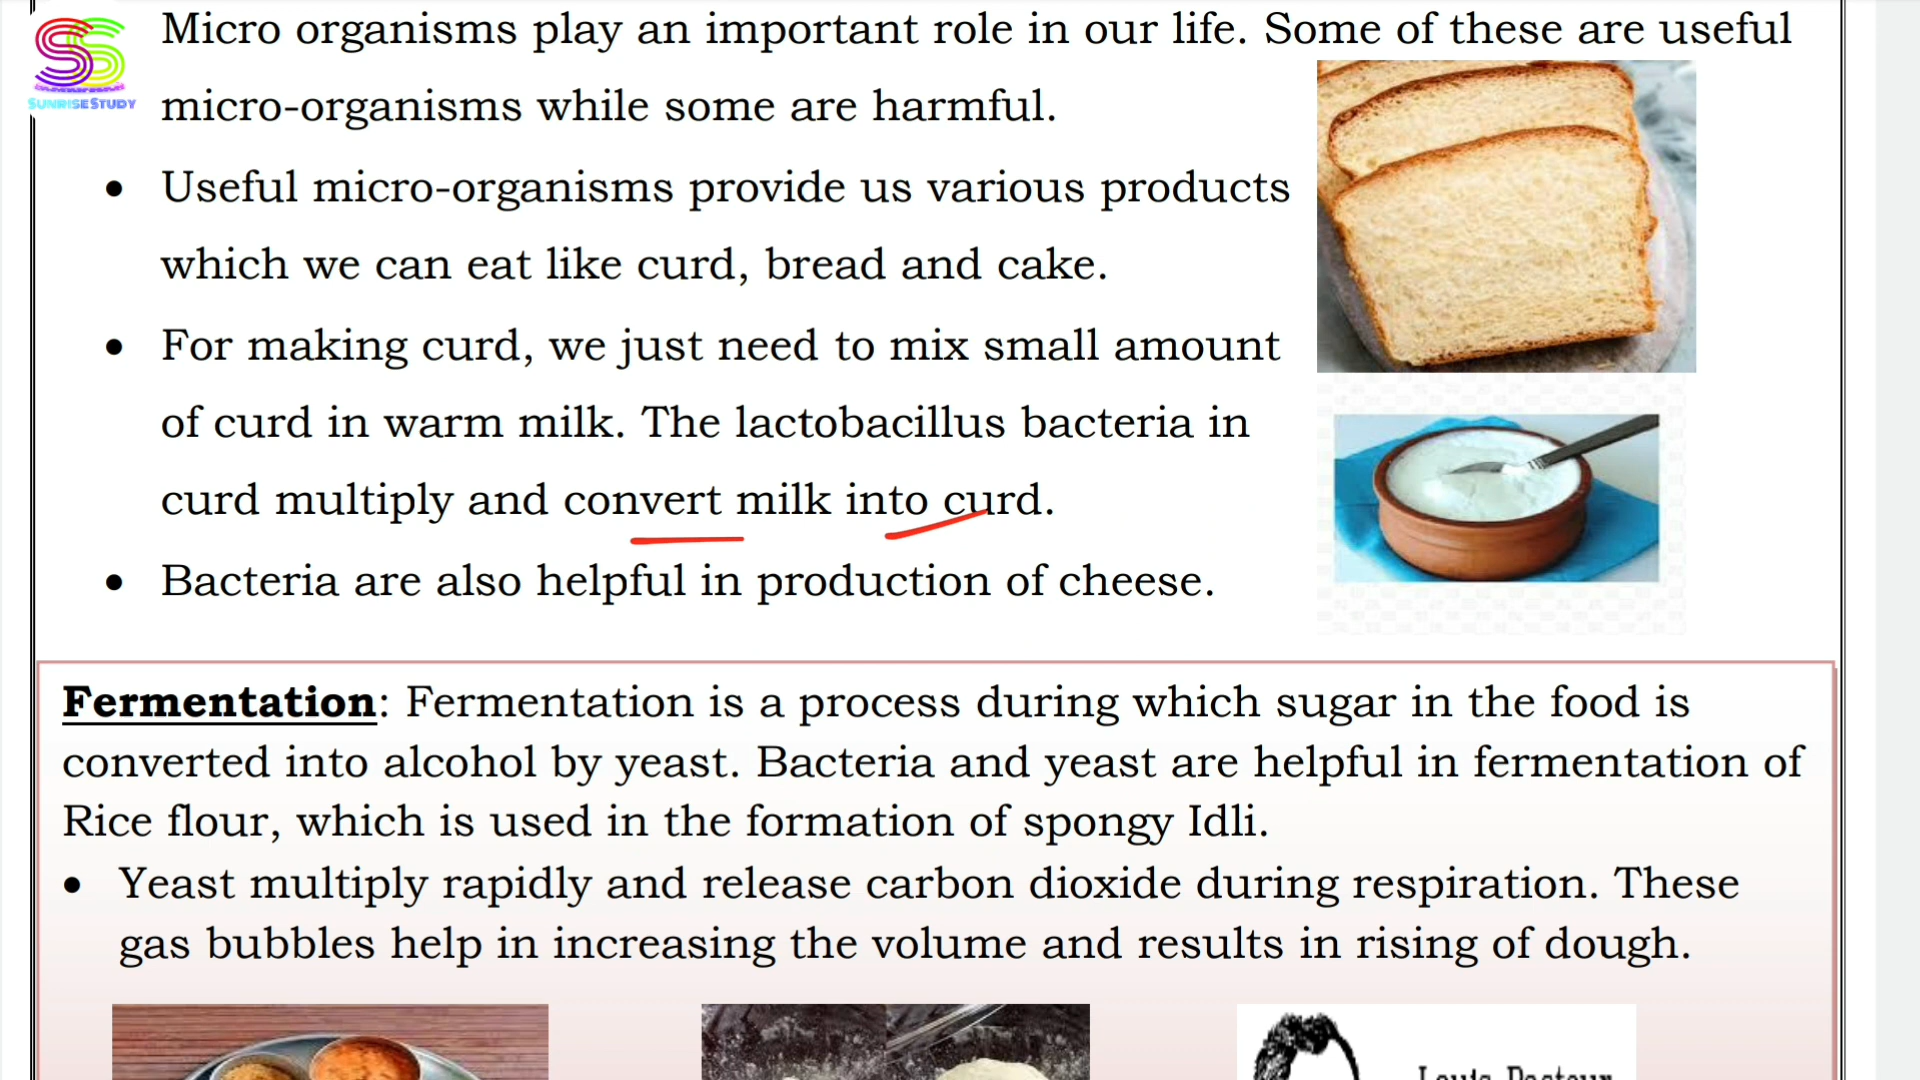 Micro organisms play an important role in our life. Some of these are useful
SUNRISESTUDY
micro-organisms while some are harmful.
• Useful micro-organisms provide us various products
which we can eat like curd, bread and cake.
• For making curd, we just need to mix small amount
of curd in warm milk. The lactobacillus bacteria in
curd multiply and convert milk into curd.
• Bacteria are also helpful in production of cheese.
Fermentation: Fermentation is a process during which sugar in the food is
converted into alcohol by yeast. Bacteria and yeast are helpful in fermentation of
Rice flour, which is used in the formation of spongy Idli.
• Yeast multiply rapidly and release carbon dioxide during respiration. These
gas bubbles help in increasing the volume and results in rising of dough.
Louis Pasteur